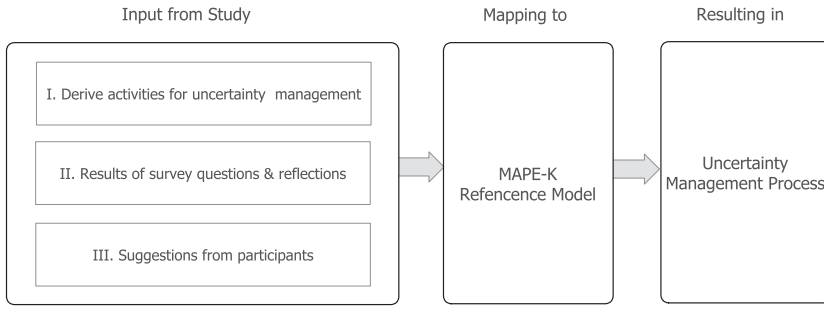 Input from Study
Mapping to
Resulting in
I. Derive activities for uncertainty management
II. Results of survey questions & reflections
III. Suggestions from participants
MAPE-K
Refencence Model
Uncertainty
Management Process